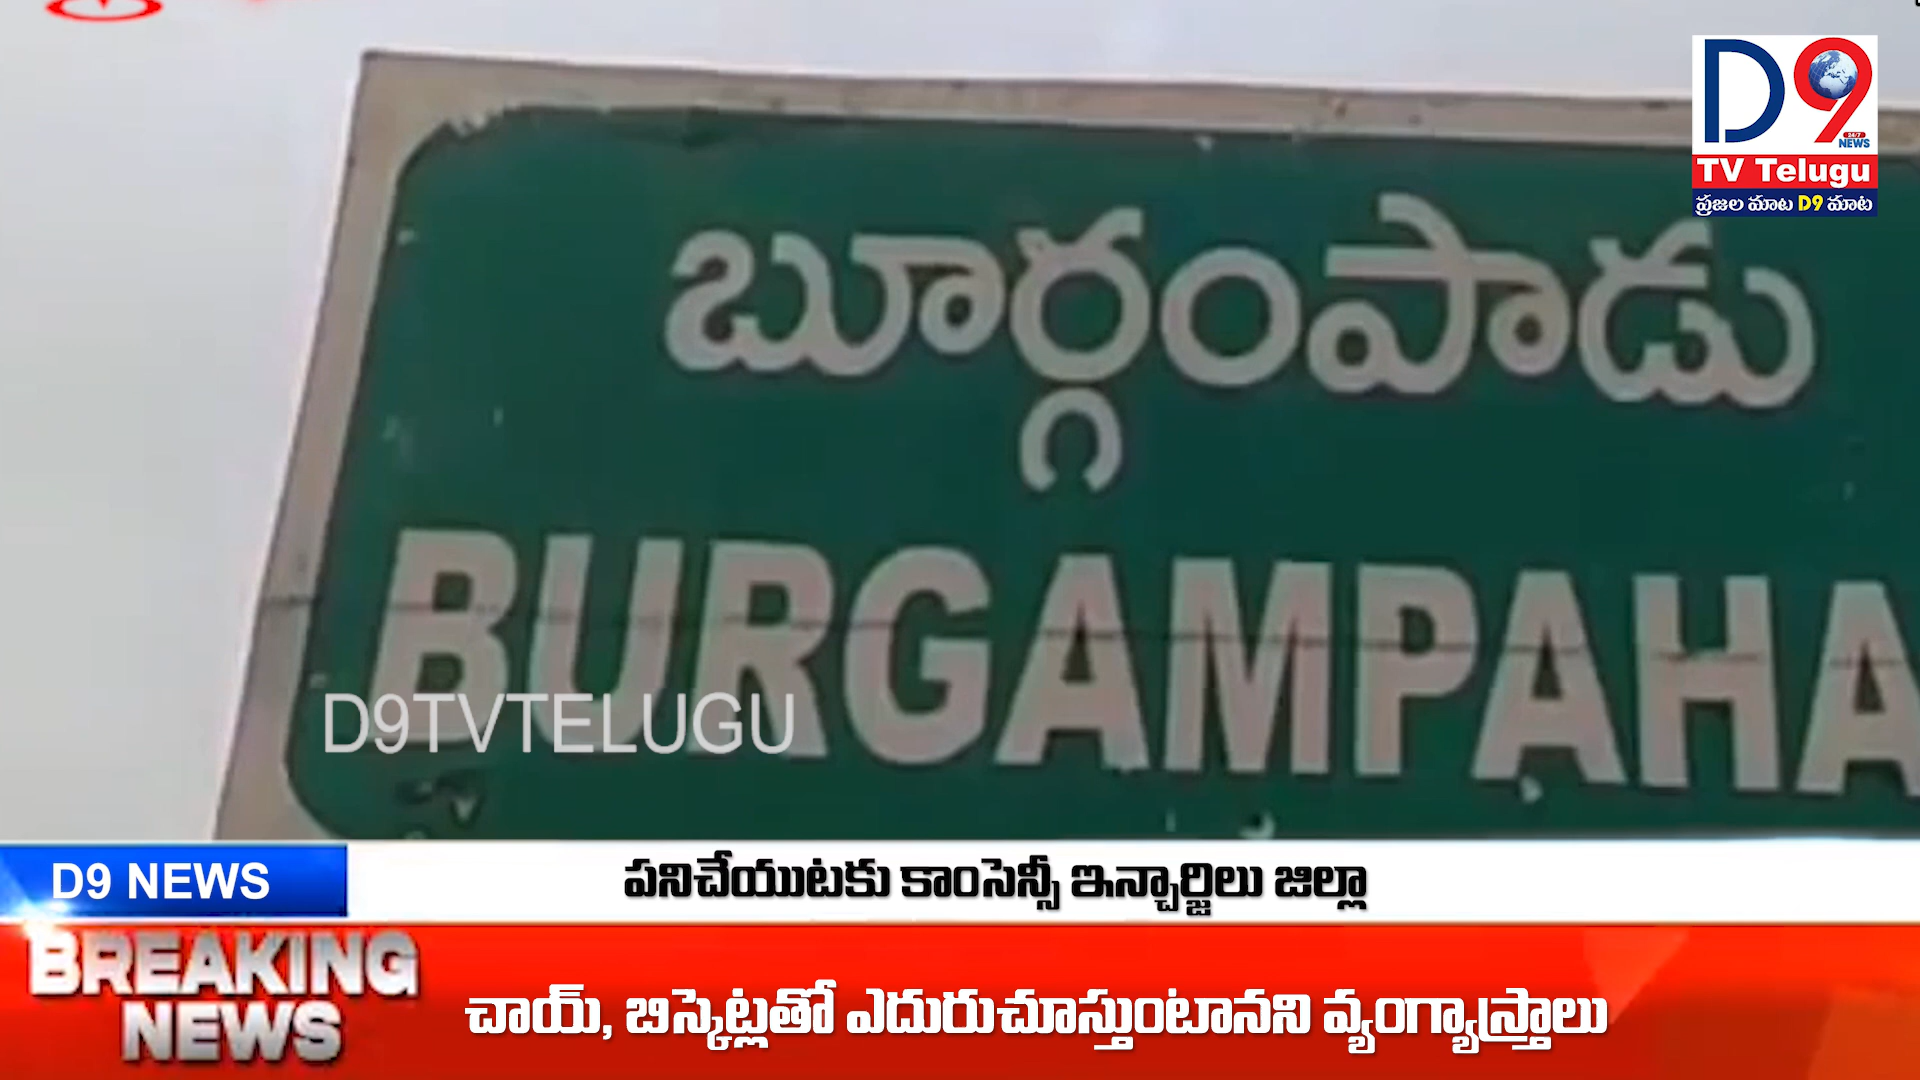 D9
24/7
NEWS
TV Telugu
ప్రజల మాట D9 మాట
బూర్గంపాడు
BURGAMPAHA
D9TVTELUGU
D9 NEWS
పనిచేయుటకు కాంసెన్సీ ఇన్చార్జిలు జిల్లా
BREAKING
NEWS
చాయ్, బిస్కెట్లతో ఎదురుచూస్తుంటానని వ్యంగ్యాస్త్రాలు